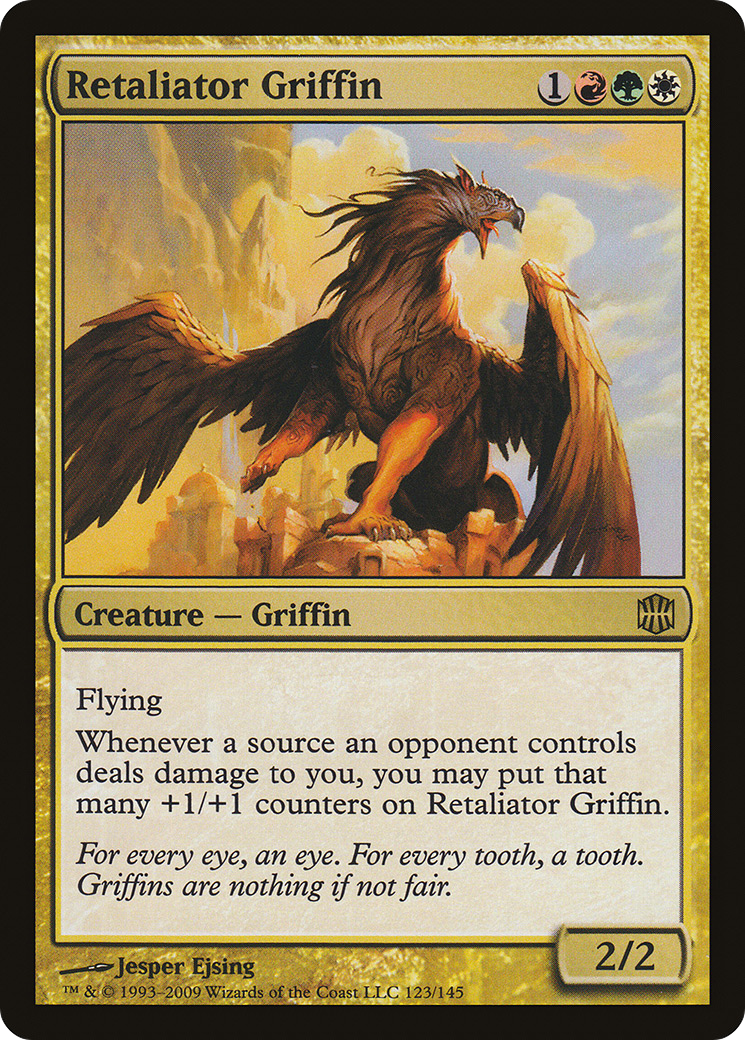 Retaliator Griffin 1
Creature — Griffin
Flying
Whenever a source an opponent controls
deals damage to you, you may put that
many +1/+1 counters on Retaliator Griffin.
For every eye, an eye. For every tooth, a tooth.
Griffins are nothing if not fair.
2/2
Jesper Ejsing
™ & © 1993–2009 Wizards of the Coast LLC 123/145